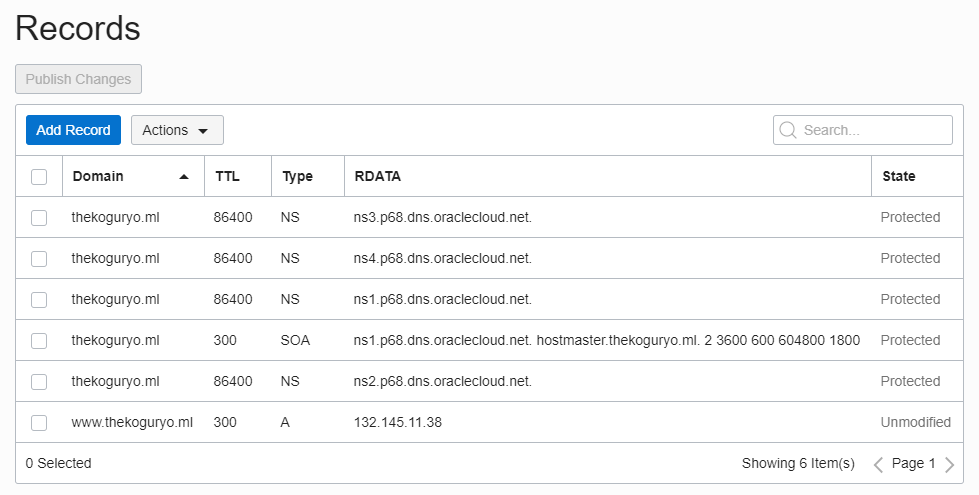 Records
Publish Changes
Add Record Actions Search...
Domain TTL Type RDATA State
thekoguryo.ml 86400 NS ns3.p68.dns.oraclecloud.net. Protected
thekoguryo.ml 86400 NS ns4.p68.dns.oraclecloud.net. Protected
thekoguryo.ml 86400 NS ns1.p68.dns.oraclecloud.net. Protected
thekoguryo.ml 300 SOA ns1.p68.dns.oraclecloud.net. hostmaster.thekoguryo.ml. 2 3600 600 604800 1800 Protected
thekoguryo.ml 86400 NS ns2.p68.dns.oraclecloud.net. Protected
www.thekoguryo.ml 300 A 132.145.11.38 Unmodified
0 Selected Showing 6 Item(s) Page 1